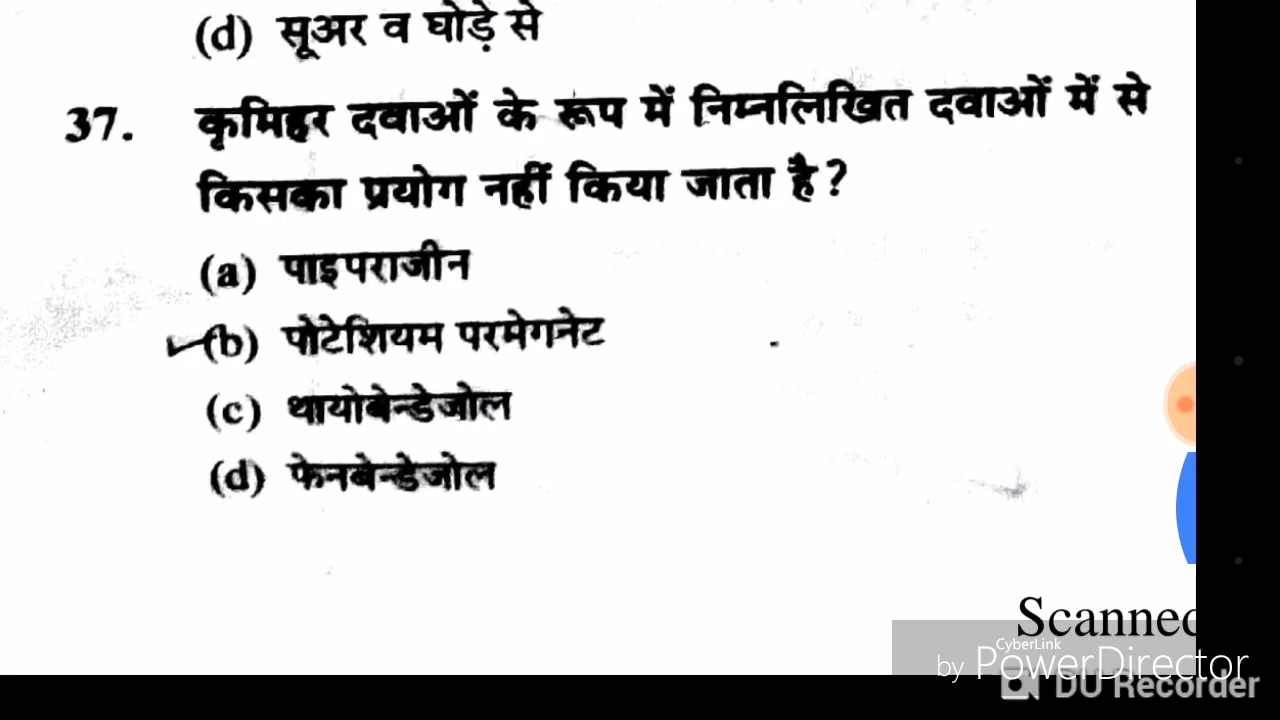 (d) सूअर व घोड़े से
37. कृमिहर दवाओं के रूप में निम्नलिखित दवाओं में से
किसका प्रयोग नहीं किया जाता है?
(a) पाइपराजीन
(b) पोटेशियम परमेगनेट
(c) थायोबेन्डेजोल
(d) फेनबेन्डेजोल
Scanned
CyberLink
by PowerDirector
DU Recorder